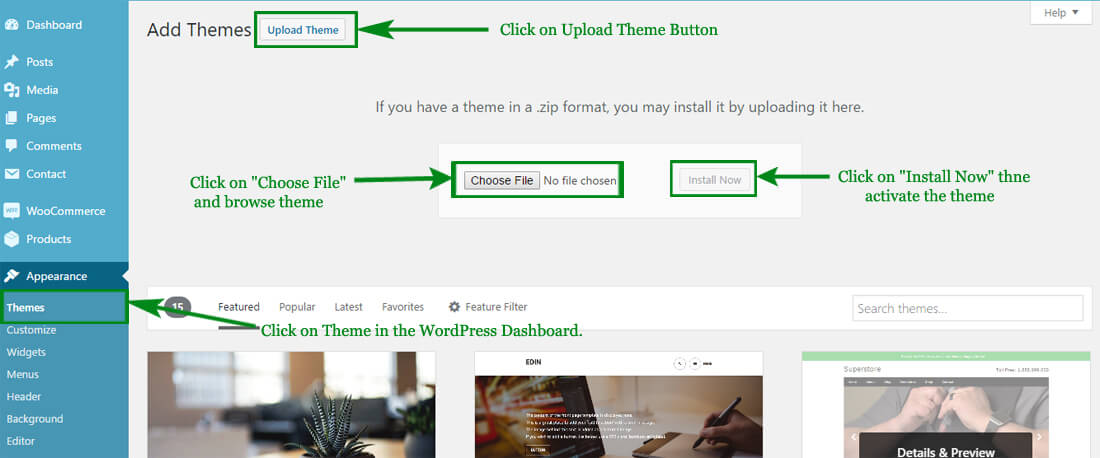 Dashboard
Posts
Media
Pages
Comments
Contact
WooCommerce
Products
Appearance
Themes
Customize
Widgets
Menus
Header
Background
Editor
Help
Add Themes Upload Theme
Click on Upload Theme Button
If you have a theme in a .zip format, you may install it by uploading it here.
Click on "Choose File"
and browse theme
Choose File No file chosen
Install Now
Click on "Install Now" thne
activate the theme
15 Featured Popular Latest Favorites Feature Filter Search themes...
Click on Theme in the WordPress Dashboard.
EDIN
Superstore
Details & Preview